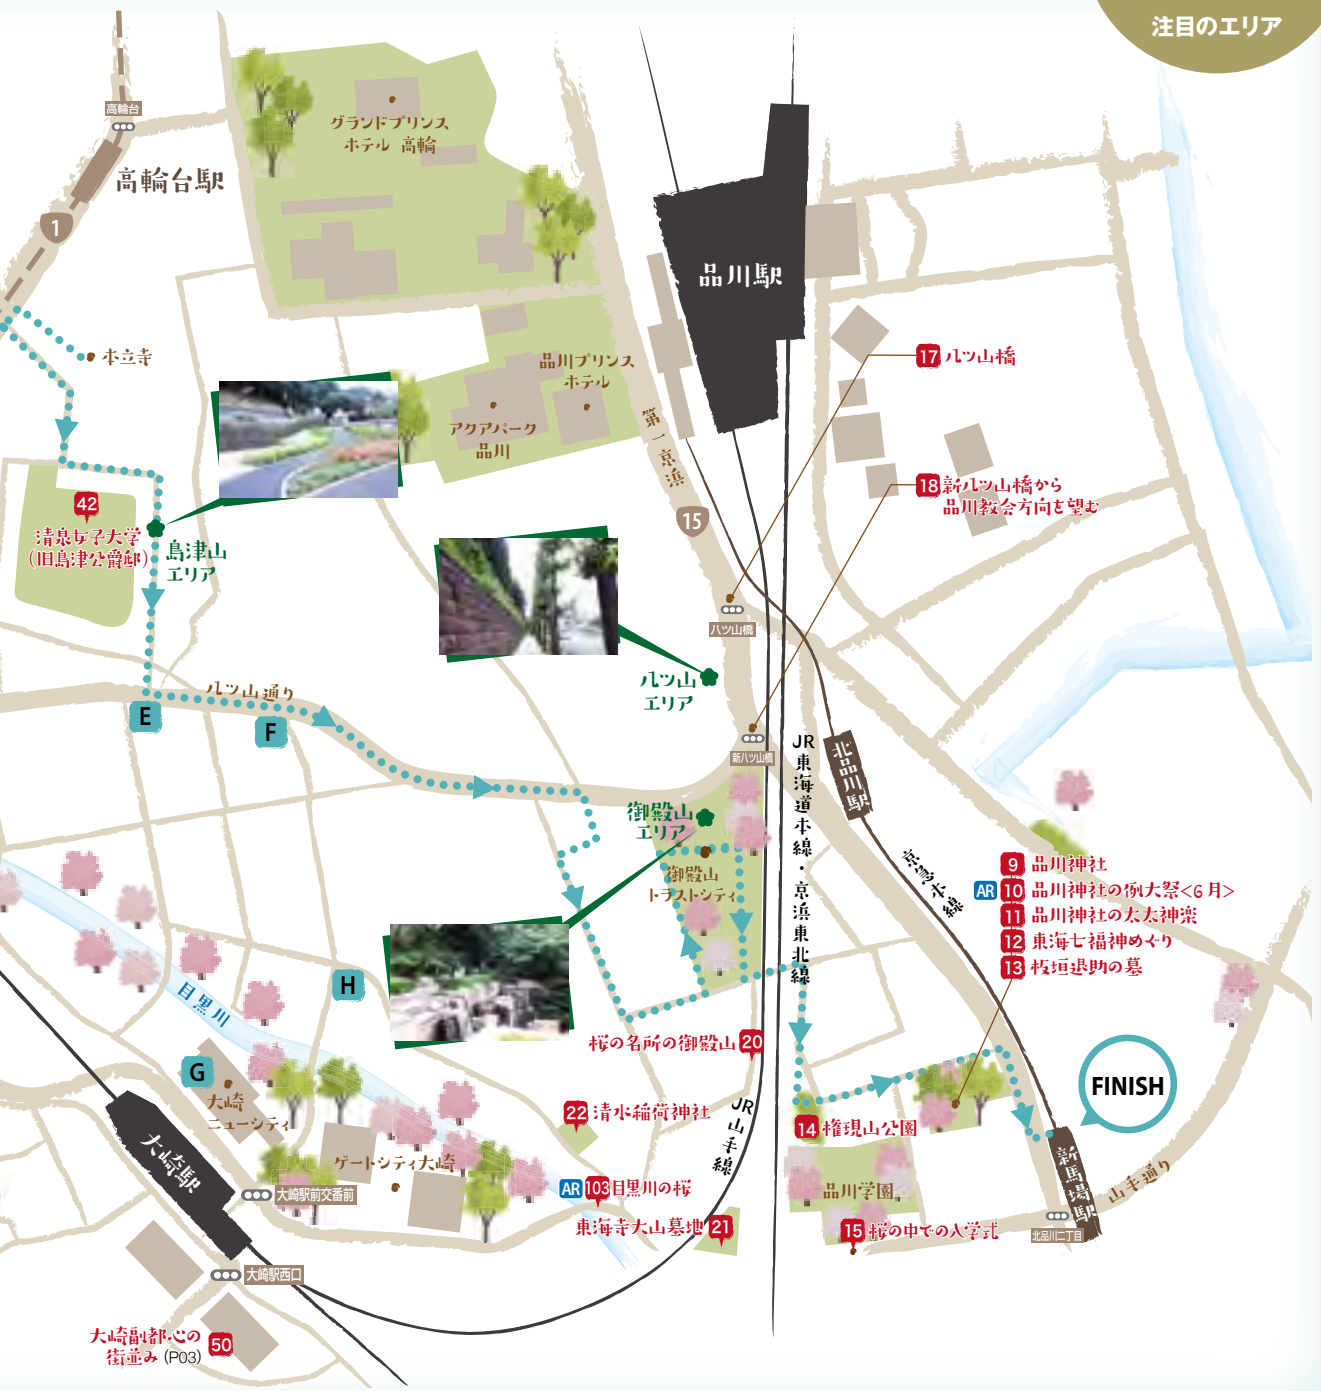 注目のエリア
高輪台
高輪台駅
1
グランドプリンス
ホテル 高輪
品川駅
本立寺
品川プリンス
ホテル
アクアパーク
品川
第一京浜
15
17 八ツ山橋
18 新八ツ山橋から
品川教会方向を望む
42
清泉女子大学
(旧島津公爵邸)
島津山
エリア
八ツ山橋
八ツ山
エリア
八ツ山通り
E
F
新八ツ山橋
JR東海道本線・京浜東北線
北品川駅
御殿山
エリア
御殿山
トラストシティ
京急本線
9 品川神社
AR 10 品川神社の例大祭<6月>
11 品川神社の太太神楽
12 東海七福神めぐり
13 板垣退助の墓
目黒川
H
G
桜の名所の御殿山 20
FINISH
大崎
ニューシティ
22 清水稲荷神社
JR山手線
14 権現山公園
大崎駅
ゲートシティ大崎
大崎駅前交番前
AR 103 目黒川の桜
東海寺大山墓地 21
品川学園
15 桜の中での入学式
新馬場駅
山手通り
北品川二丁目
大崎駅西口
大崎副都心の
街並み (P03)
50